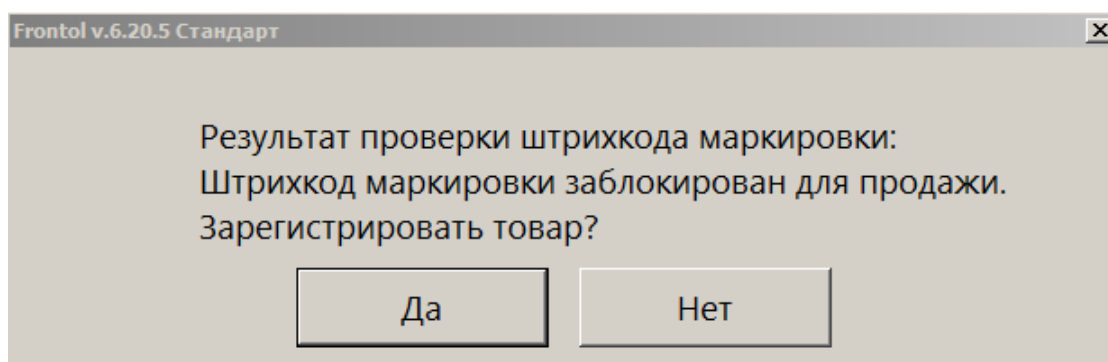 Frontol v.6.20.5 Стандарт
Результат проверки штрихкода маркировки:
Штрихкод маркировки заблокирован для продажи.
Зарегистрировать товар?
Да
Нет